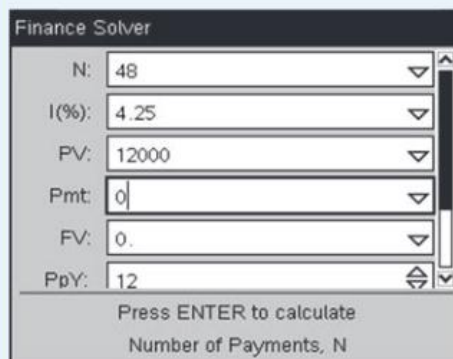 Finance Solver
N: 48
I(%): 4.25
PV: 12000
Pmt: 0
FV: 0.
PpY: 12
Press ENTER to calculate
Number of Payments, N